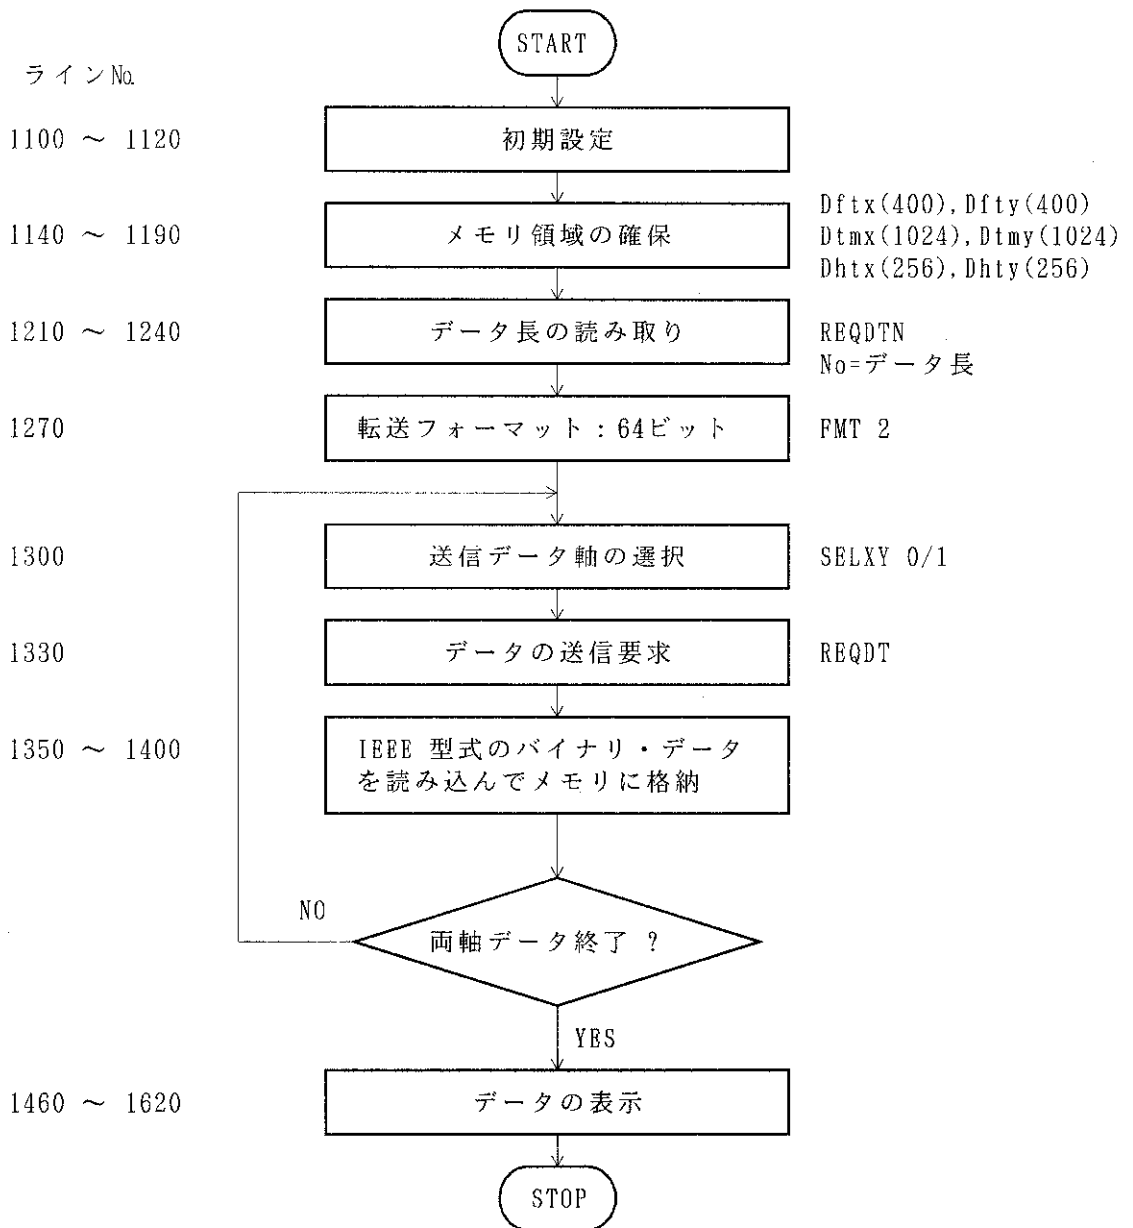 START
ラインNo.
1100 ～ 1120
初期設定
1140 ～ 1190
メモリ領域の確保
Dftx(400),Dfty(400)
Dtmx(1024),Dtmy(1024)
Dhtx(256),Dhty(256)
1210 ～ 1240
データ長の読み取り
REQDTN
No=データ長
1270
転送フォーマット：64ビット
FMT 2
1300
送信データ軸の選択
SELXY 0/1
1330
データの送信要求
REQDT
1350 ～ 1400
IEEE 型式のバイナリ・データ
を読み込んでメモリに格納
NO
両軸データ終了 ？
YES
1460 ～ 1620
データの表示
STOP